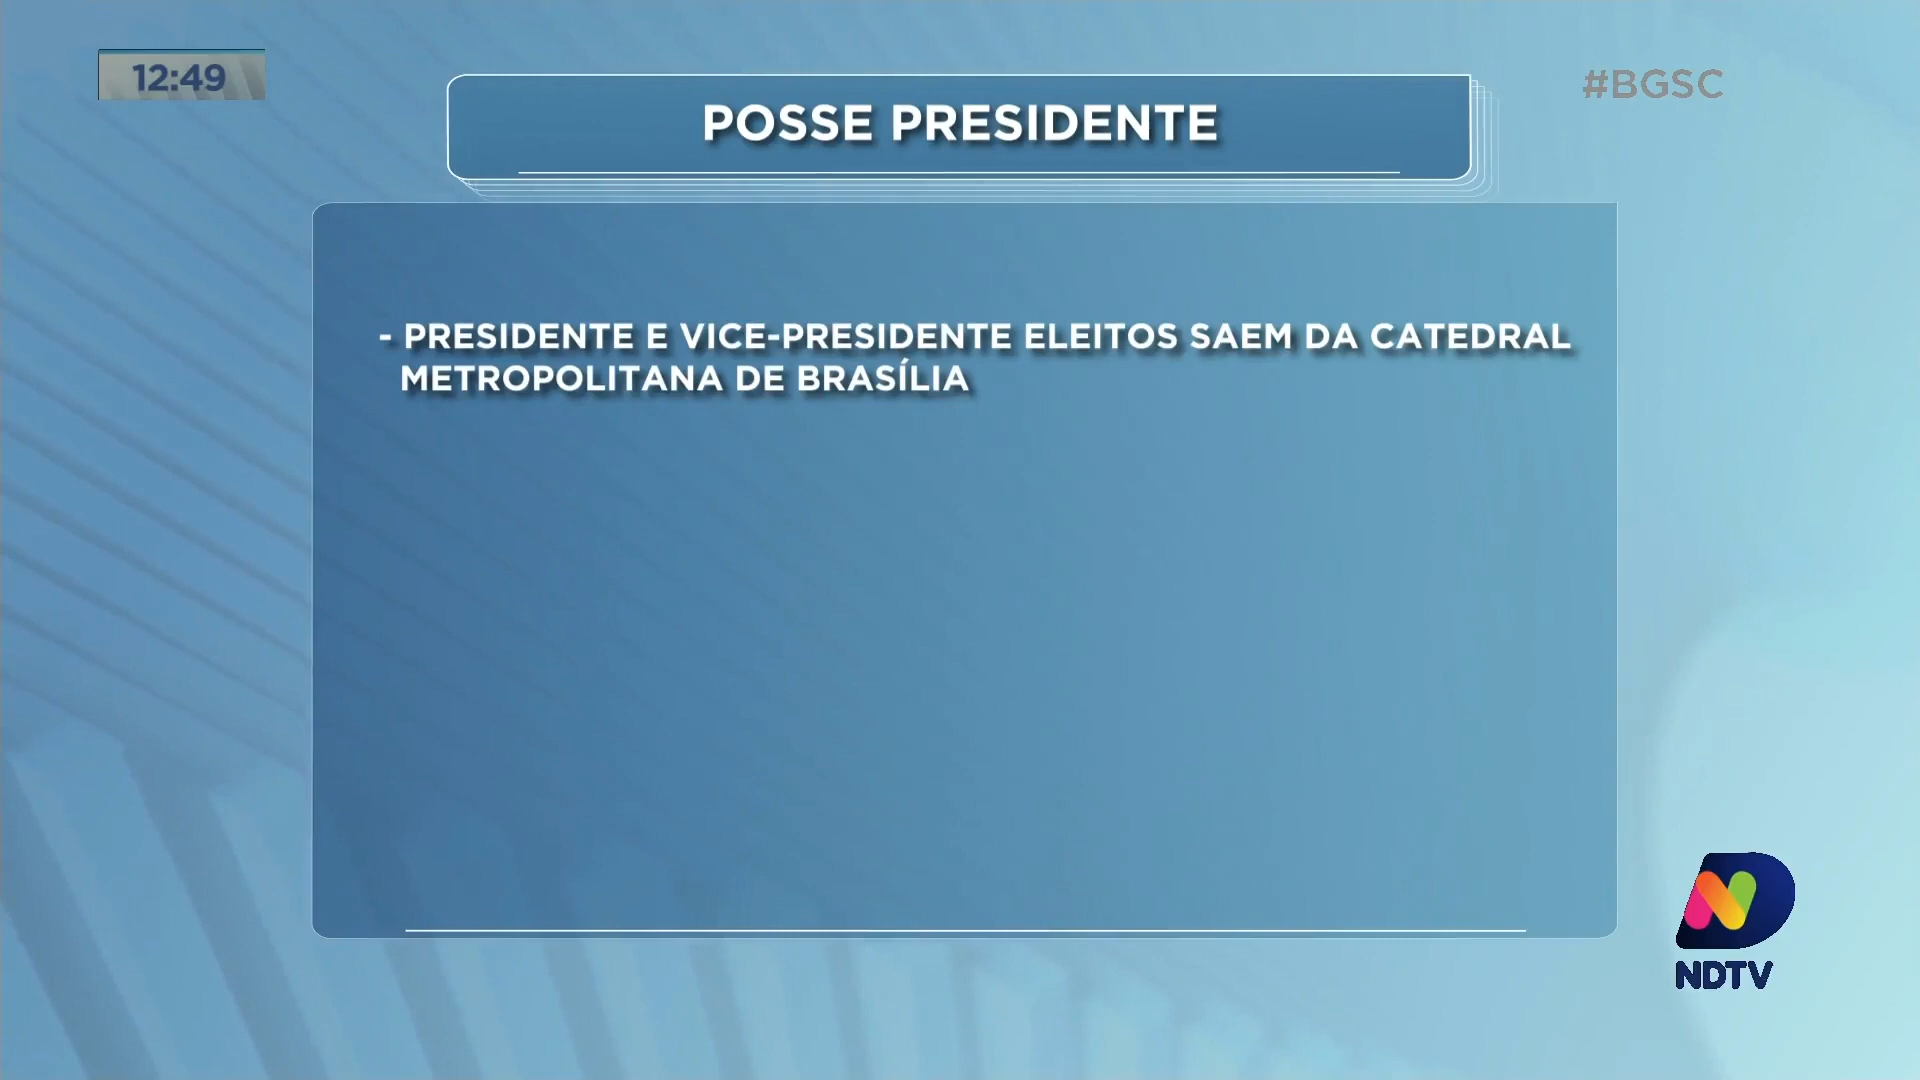 12:49
#BGSC
POSSE PRESIDENTE
- PRESIDENTE E VICE-PRESIDENTE ELEITOS SAEM DA CATEDRAL
METROPOLITANA DE BRASÍLIA
NDTV